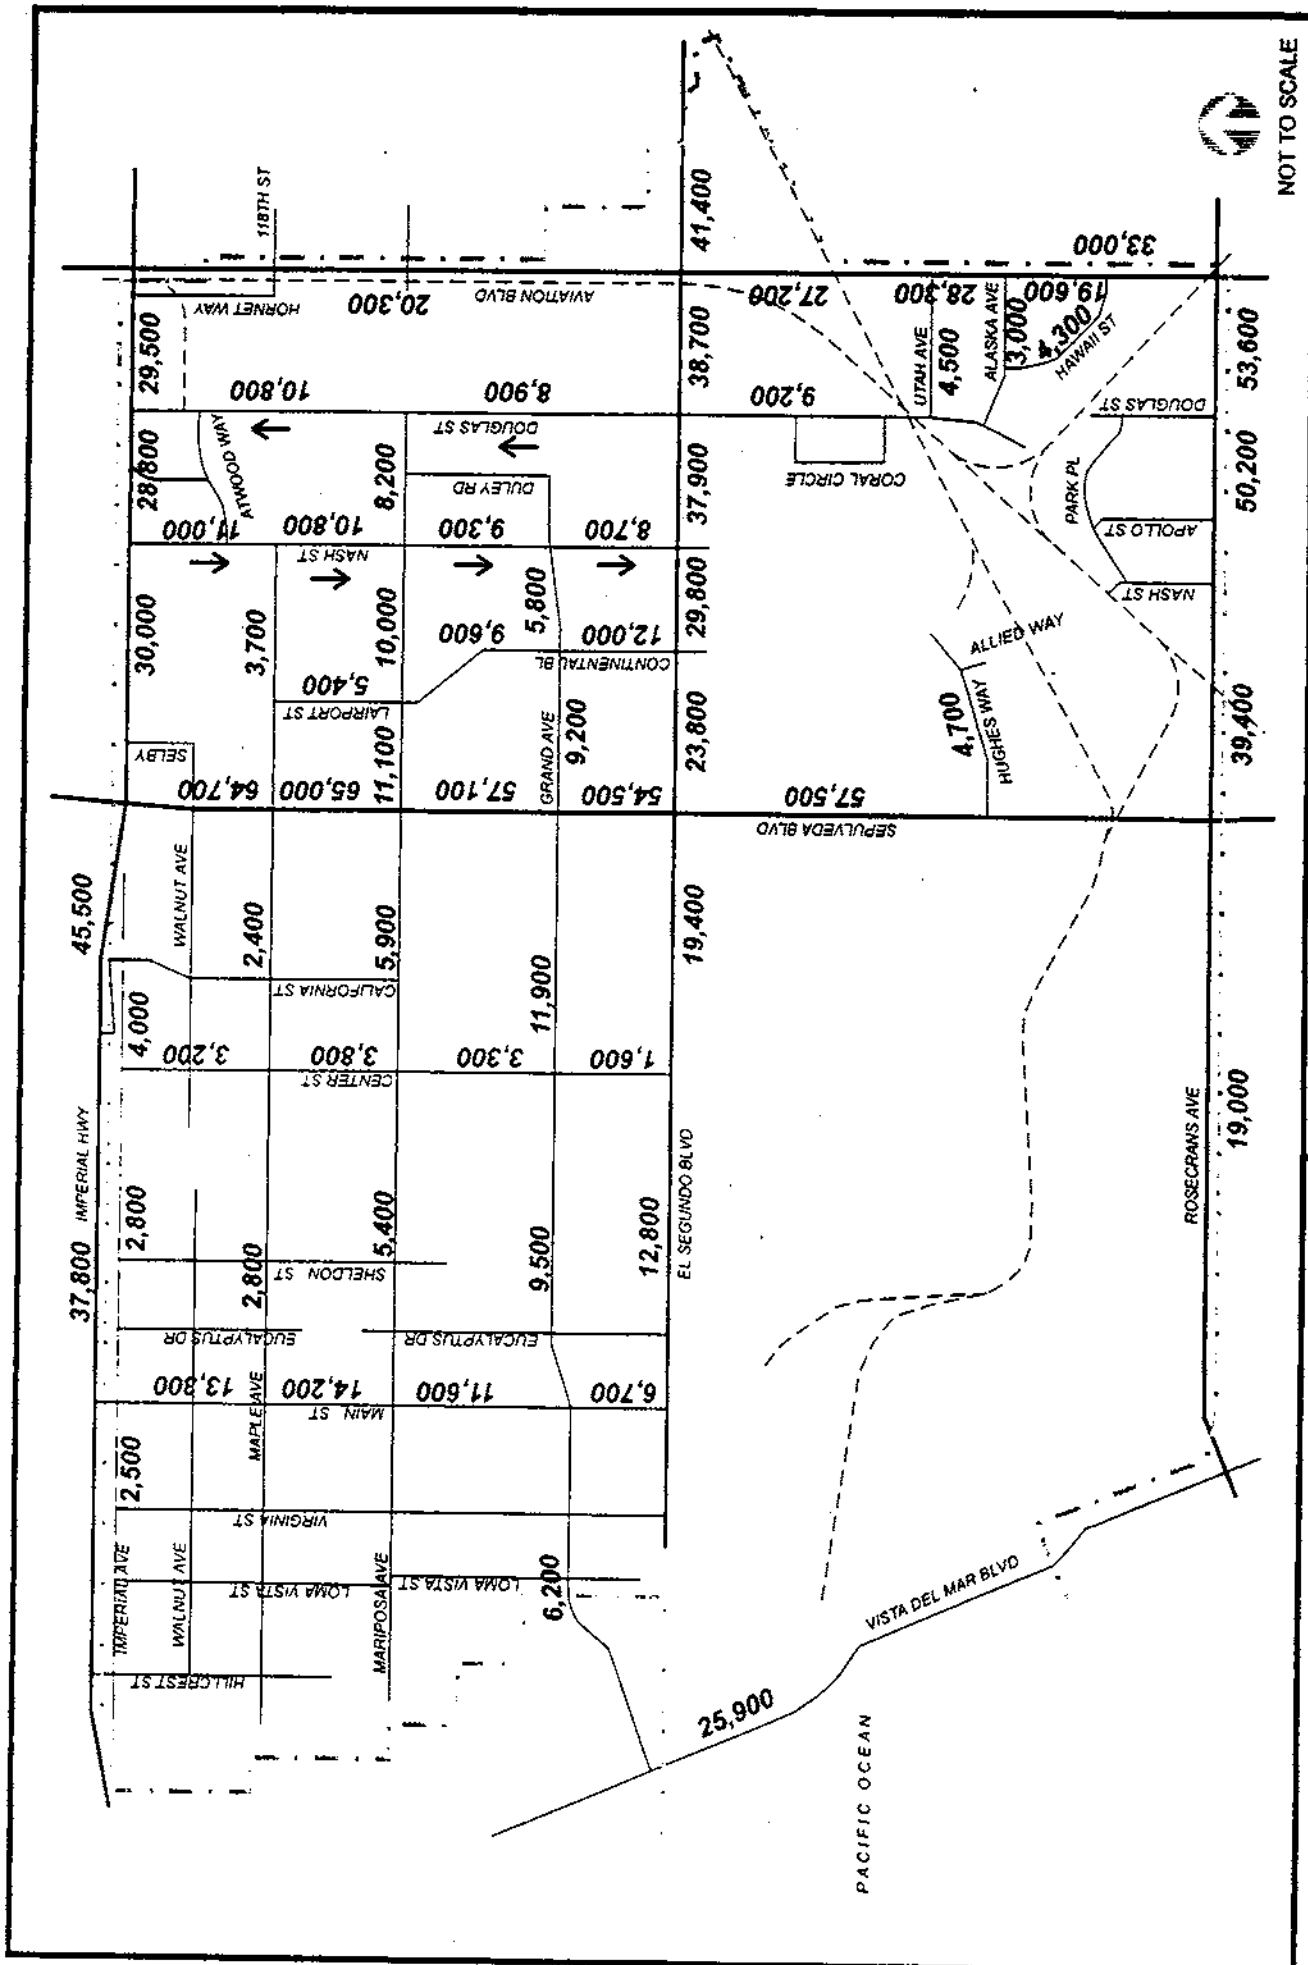 NOT TO SCALE
IMPERIAL HWY
37,800
45,500
30,000
28,800
29,500
IMPERIAL AVE
2,500
2,800
4,000
SELBY
HORNET WAY
118TH ST
ATWOOD WAY
WALNUT AVE
WALNUT AVE
MAPLE AVE
2,800
2,400
3,700
MARIPOSA AVE
5,400
5,900
11,100
10,000
8,200
GRAND AVE
6,200
9,500
11,900
9,200
5,800
EL SEGUNDO BLVD
12,800
19,400
23,800
29,800
37,900
38,700
41,400
HILLCREST ST
LOMA VISTA ST
LOMA VISTA ST
VIRGINIA ST
MAIN ST
13,300
14,200
11,600
6,700
EUCALYPTUS DR
EUCALYPTUS DR
SHELDON ST
CENTER ST
3,200
3,800
3,300
1,600
CALIFORNIA ST
SEPULVEDA BLVD
64,700
65,000
57,100
54,500
57,500
LAIRPORT ST
5,400
CONTINENTAL BL
9,600
12,000
NASH ST
11,000
10,800
9,300
8,700
DULEY RD
DOUGLAS ST
10,800
8,900
9,200
AVIATION BLVD
20,300
27,200
28,300
19,600
33,000
CORAL CIRCLE
UTAH AVE
4,500
ALASKA AVE
3,000
4,300
HAWAII ST
HUGHES WAY
4,700
ALLIED WAY
PARK PL
NASH ST
APOLLO ST
DOUGLAS ST
ROSECRANS AVE
19,000
39,400
50,200
53,600
VISTA DEL MAR BLVD
25,900
PACIFIC OCEAN